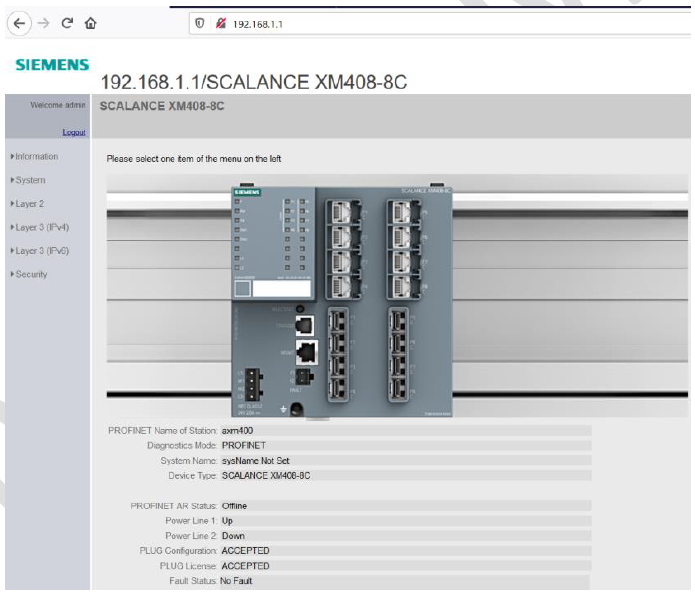 192.168.1.1
SIEMENS
192.168.1.1/SCALANCE XM408-8C
Welcome admin
SCALANCE XM408-8C
Logout
Information
System
Layer 2
Layer 3 (IPv4)
Layer 3 (IPv6)
Security
Please select one item of the menu on the left
SIEMENS
PROFINET Name of Station: axm400
Diagnostics Mode: PROFINET
System Name: sysName Not Set
Device Type: SCALANCE XM408-8C
PROFINET AR Status: Offline
Power Line 1: Up
Power Line 2: Down
PLUG Configuration: ACCEPTED
PLUG License: ACCEPTED
Fault Status: No Fault